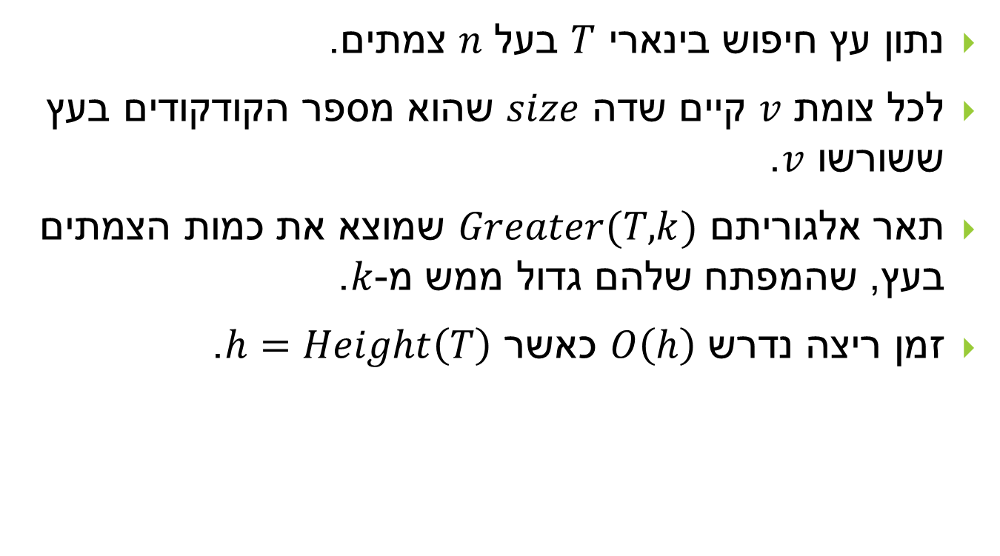 נתון עץ חיפוש בינארי T בעל n צמתים.
לכל צומת v קיים שדה size שהוא מספר הקודקודים בעץ
ששורשו v.
תאר אלגוריתם Greater(T,k) שמוצא את כמות הצמתים
בעץ, שהמפתח שלהם גדול ממש מ-k.
זמן ריצה נדרש O(h) כאשר h = Height(T).